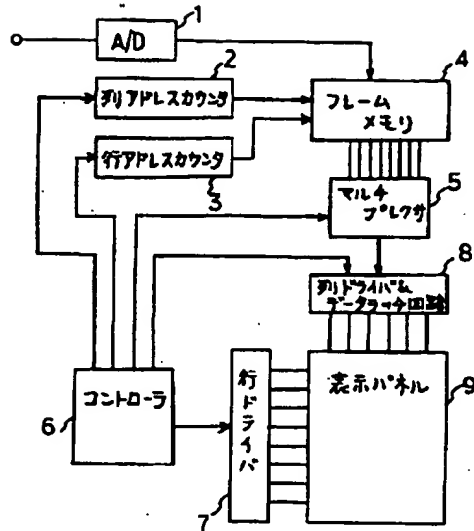 1
A/D
2
4
列アドレスカウンタ
フレーム
メモリ
行アドレスカウンタ
3
マルチ
プレクサ
5
8
列ドライバ&
データラッチ回路
コントローラ
6
行ドライバ
7
表示パネル
9